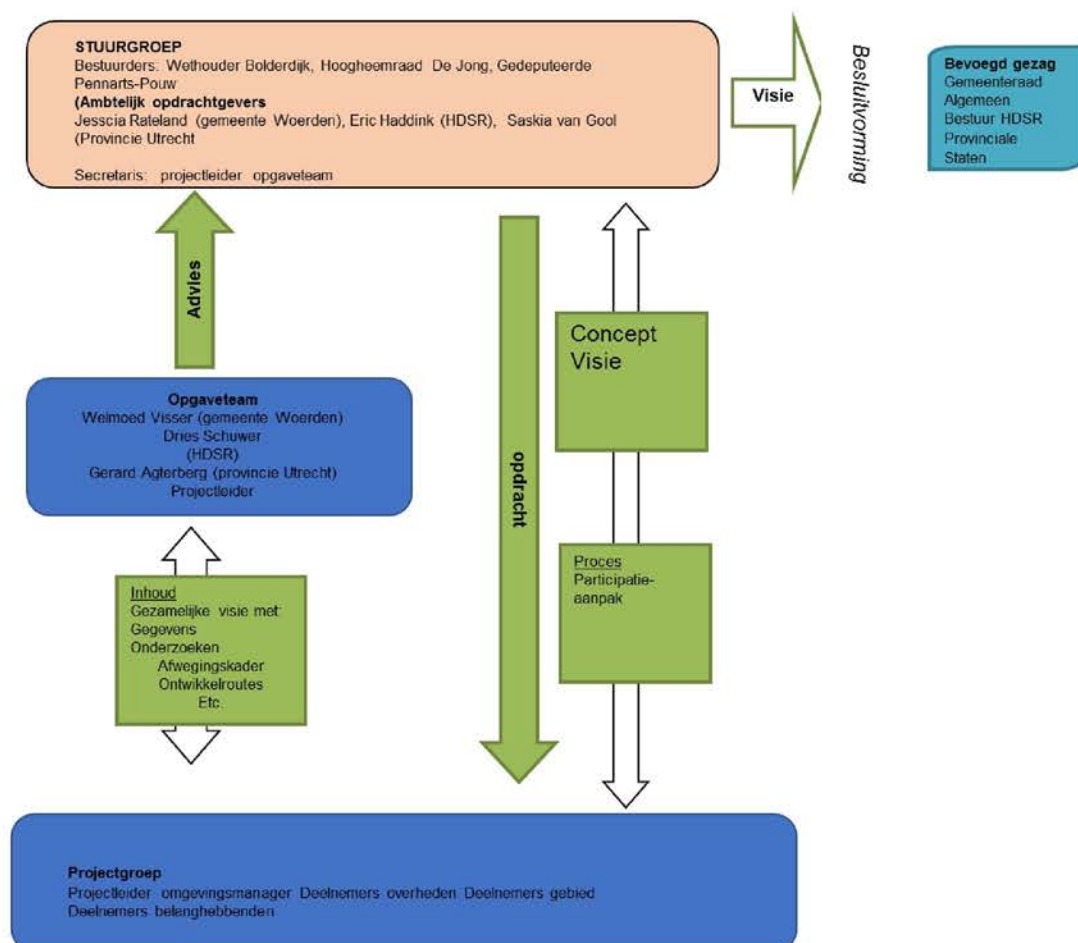 STUURGROEP
Bestuurders: Wethouder Bolderdijk, Hoogheemraad De Jong, Gedeputeerde
Pennarts-Pouw
(Ambtelijk opdrachtgevers
Jesscia Rateland (gemeente Woerden), Eric Haddink (HDSR), Saskia van Gool
(Provincie Utrecht
Secretaris: projectleider opgaveteam
Visie
Besluitvorming
Bevoegd gezag
Gemeenteraad
Algemeen
Bestuur HDSR
Provinciale
Staten
Advies
opdracht
Concept
Visie
Opgaveteam
Welmoed Visser (gemeente Woerden)
Dries Schuwer
(HDSR)
Gerard Agterberg (provincie Utrecht)
Projectleider
Proces
Participatie-
aanpak
Inhoud
Gezamelijke visie met:
Gegevens
Onderzoeken
Afwegingskader
Ontwikkelroutes
Etc.
Projectgroep
Projectleider omgevingsmanager Deelnemers overheden Deelnemers gebied
Deelnemers belanghebbenden